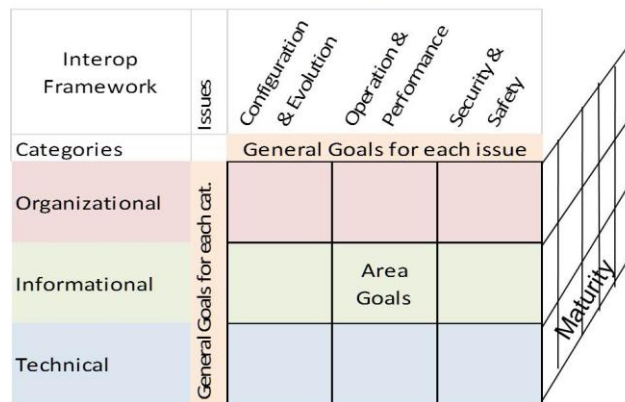 Interop
Framework
Issues
Configuration
& Evolution
Operation &
Performance
Security &
Safety
Categories
General Goals for each issue
Organizational
General Goals for each cat.
Informational
Area
Goals
Technical
Maturity